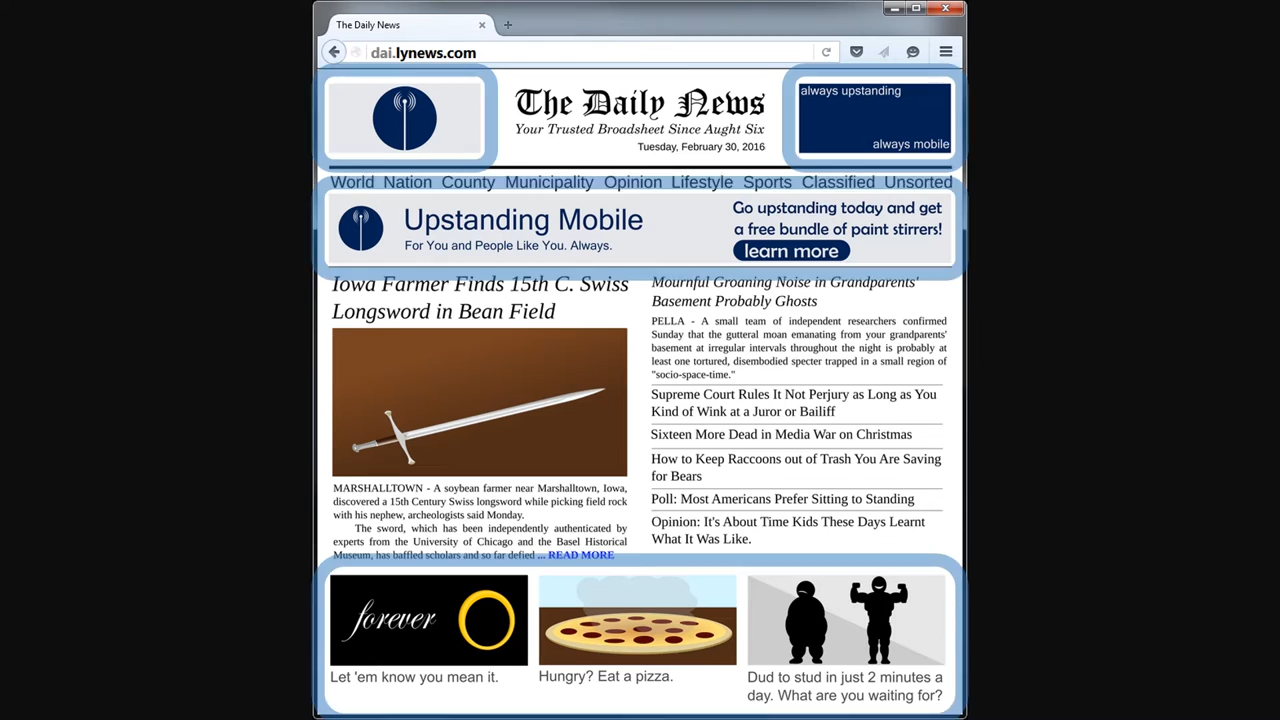 The Daily News
dai.lynews.com
The Daily News
Your Trusted Broadsheet Since Aught Six
Tuesday, February 30, 2016
always upstanding
always mobile
World Nation County Municipality Opinion Lifestyle Sports Classified Unsorted
Upstanding Mobile
For You and People Like You. Always.
Go upstanding today and get
a free bundle of paint stirrers!
learn more
Iowa Farmer Finds 15th C. Swiss
Longsword in Bean Field
MARSHALLTOWN - A soybean farmer near Marshalltown, Iowa,
discovered a 15th Century Swiss longsword while picking field rock
with his nephew, archeologists said Monday.
The sword, which has been independently authenticated by
experts from the University of Chicago and the Basel Historical
Museum, has baffled scholars and so far defied ... READ MORE
Mournful Groaning Noise in Grandparents'
Basement Probably Ghosts
PELLA - A small team of independent researchers confirmed
Sunday that the gutteral moan emanating from your grandparents'
basement at irregular intervals throughout the night is probably at
least one tortured, disembodied specter trapped in a small region of
"socio-space-time."
Supreme Court Rules It Not Perjury as Long as You
Kind of Wink at a Juror or Bailiff
Sixteen More Dead in Media War on Christmas
How to Keep Raccoons out of Trash You Are Saving
for Bears
Poll: Most Americans Prefer Sitting to Standing
Opinion: It's About Time Kids These Days Learnt
What It Was Like.
forever
Let 'em know you mean it.
Hungry? Eat a pizza.
Dud to stud in just 2 minutes a
day. What are you waiting for?